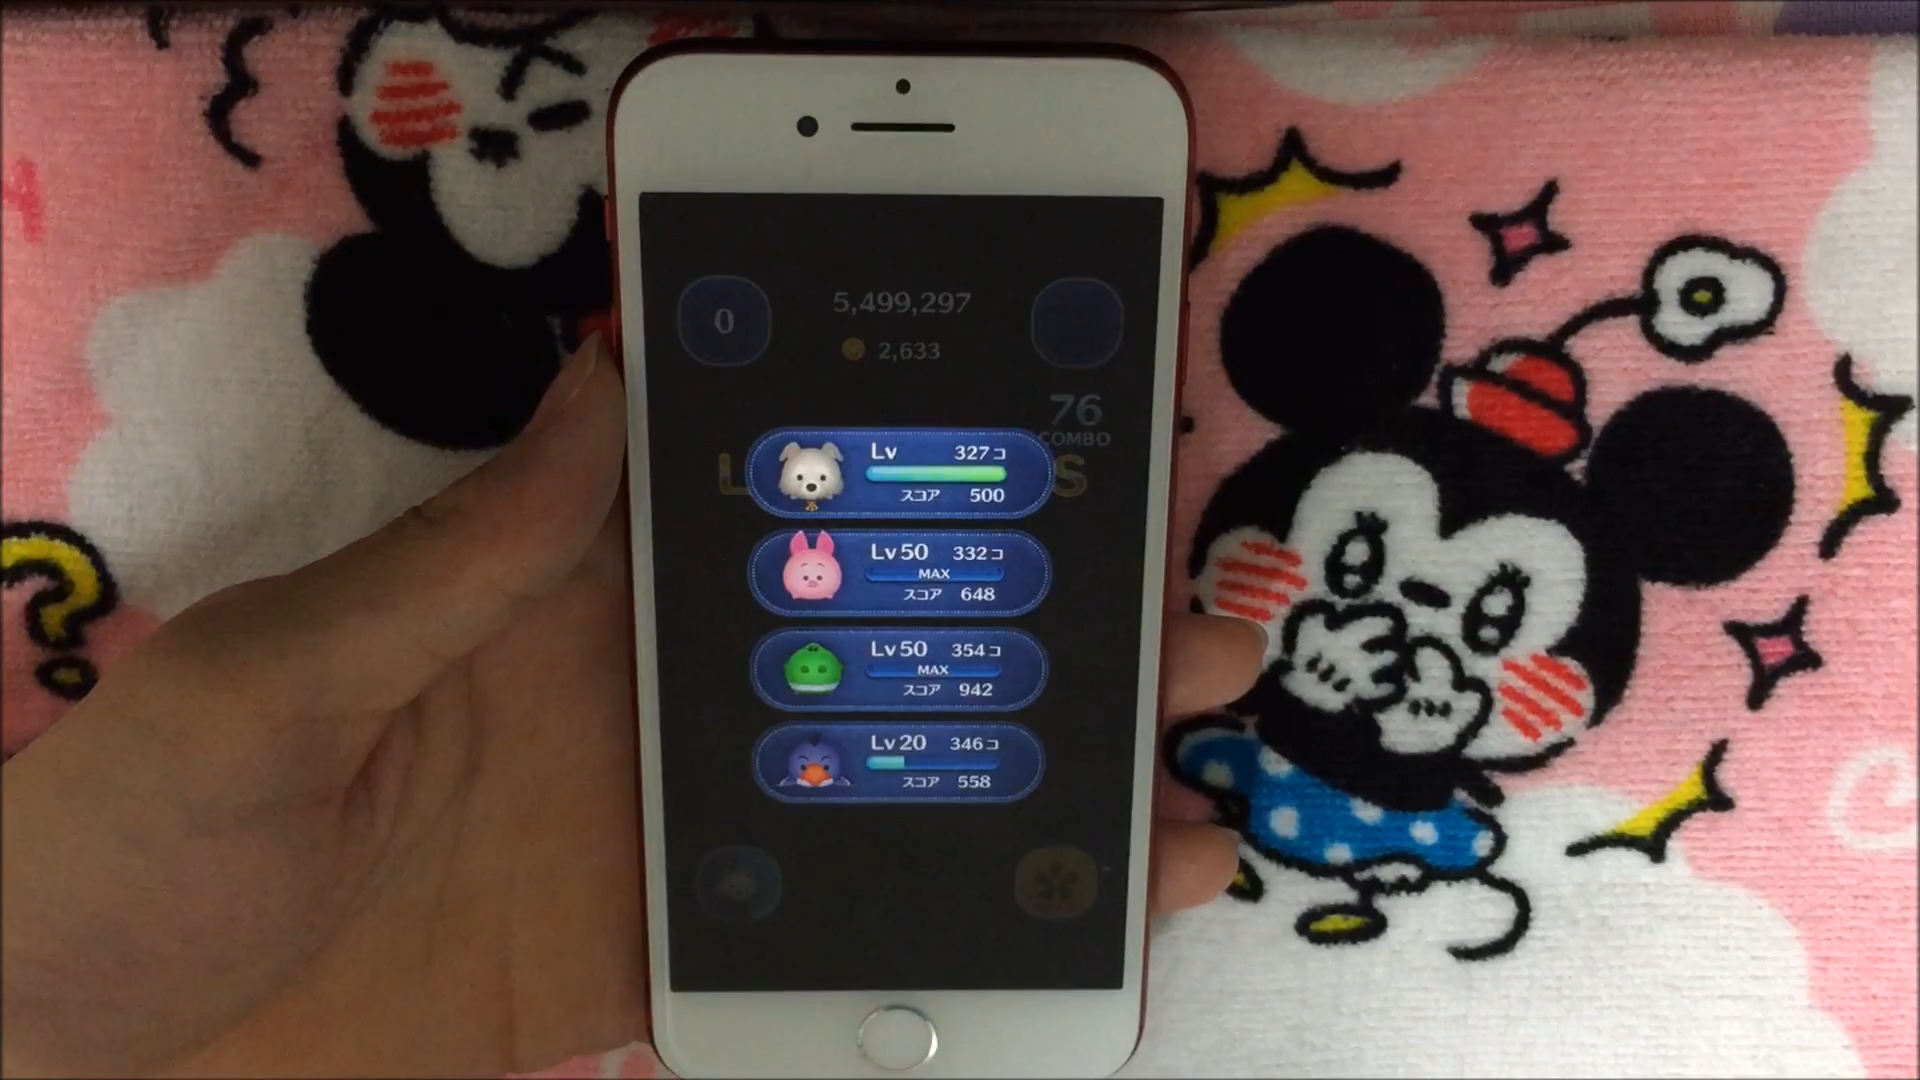 0
5,499,297
2,633
76
COMBO
L
S
Lv 327コ
スコア 500
Lv50 332コ
MAX
スコア 648
Lv50 354コ
MAX
スコア 942
Lv20 346コ
スコア 558